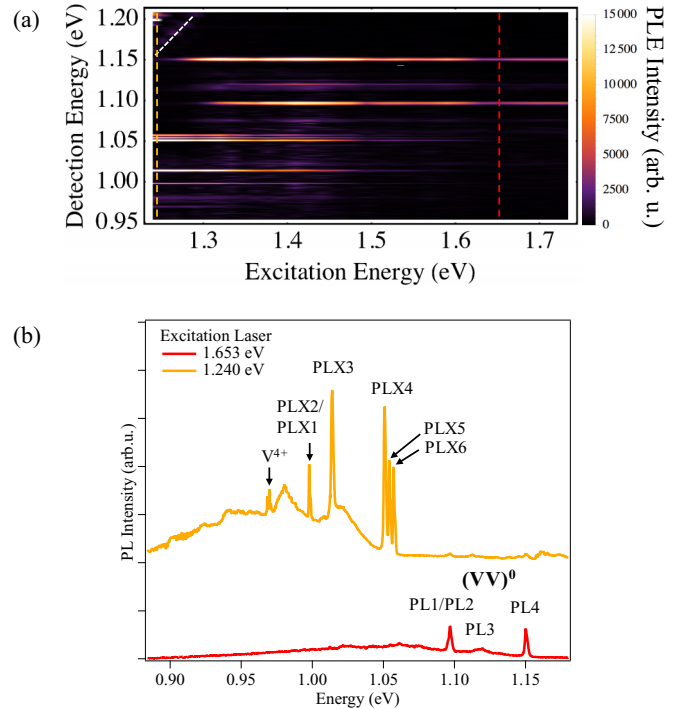 (a)
Detection Energy (eV)
1.20
1.15
1.10
1.05
1.00
0.95
1.3
1.4
1.5
1.6
1.7
Excitation Energy (eV)
15000
12500
10000
7500
5000
2500
0
PLE Intensity (arb. u.)
(b)
PL Intensity (arb.u.)
Excitation Laser
1.653 eV
1.240 eV
PLX3
PLX4
PLX2/
PLX1
PLX5
PLX6
V⁴⁺
(VV)⁰
PL1/PL2
PL3
PL4
0.90
0.95
1.00
1.05
1.10
1.15
Energy (eV)